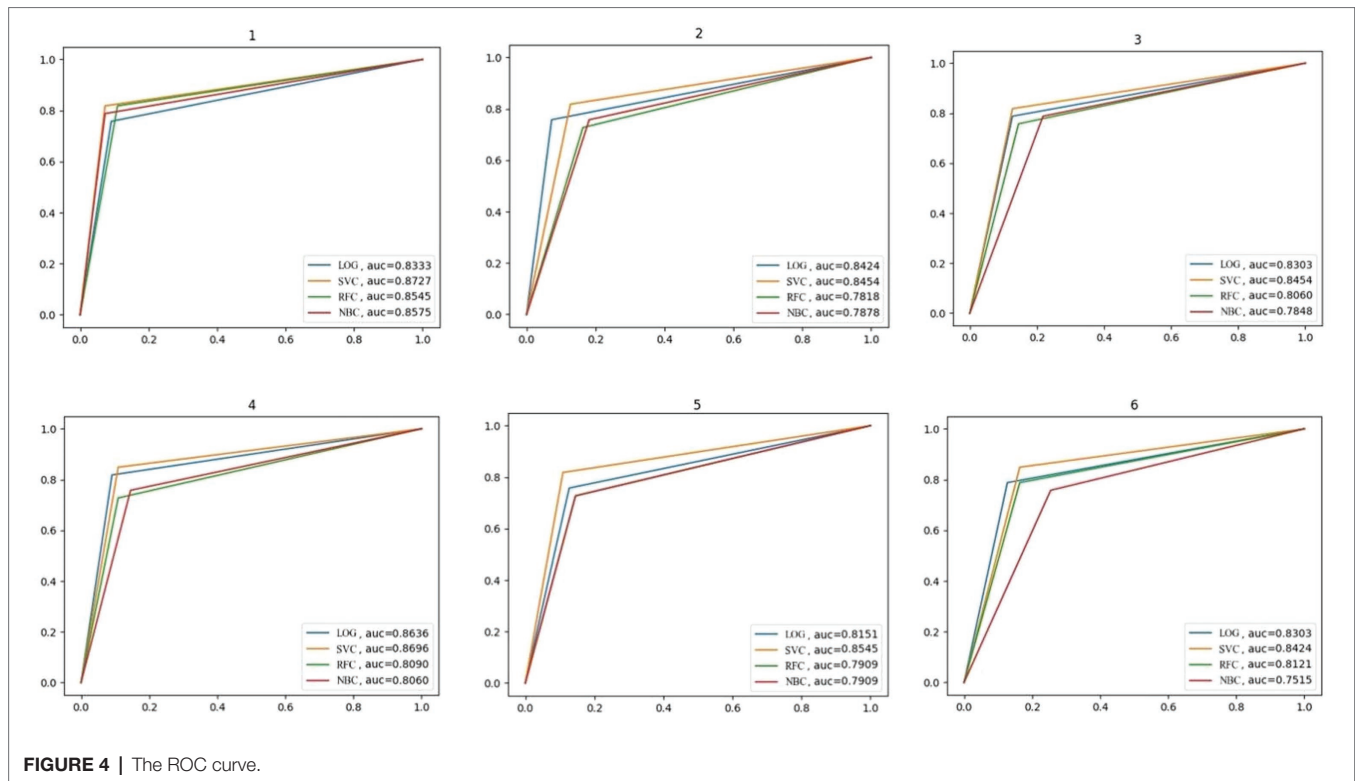 1
1.0
0.8
0.6
0.4
0.2
0.0
LOG, auc=0.8333
SVC, auc=0.8727
RFC, auc=0.8545
NBC, auc=0.8575
0.0 0.2 0.4 0.6 0.8 1.0
2
1.0
0.8
0.6
0.4
0.2
0.0
LOG, auc=0.8424
SVC, auc=0.8454
RFC, auc=0.7818
NBC, auc=0.7878
0.0 0.2 0.4 0.6 0.8 1.0
3
1.0
0.8
0.6
0.4
0.2
0.0
LOG, auc=0.8303
SVC, auc=0.8454
RFC, auc=0.8060
NBC, auc=0.7848
0.0 0.2 0.4 0.6 0.8 1.0
4
1.0
0.8
0.6
0.4
0.2
0.0
LOG, auc=0.8636
SVC, auc=0.8696
RFC, auc=0.8090
NBC, auc=0.8060
0.0 0.2 0.4 0.6 0.8 1.0
5
1.0
0.8
0.6
0.4
0.2
0.0
LOG, auc=0.8151
SVC, auc=0.8545
RFC, auc=0.7909
NBC, auc=0.7909
0.0 0.2 0.4 0.6 0.8 1.0
6
1.0
0.8
0.6
0.4
0.2
0.0
LOG, auc=0.8303
SVC, auc=0.8424
RFC, auc=0.8121
NBC, auc=0.7515
0.0 0.2 0.4 0.6 0.8 1.0
FIGURE 4 | The ROC curve.